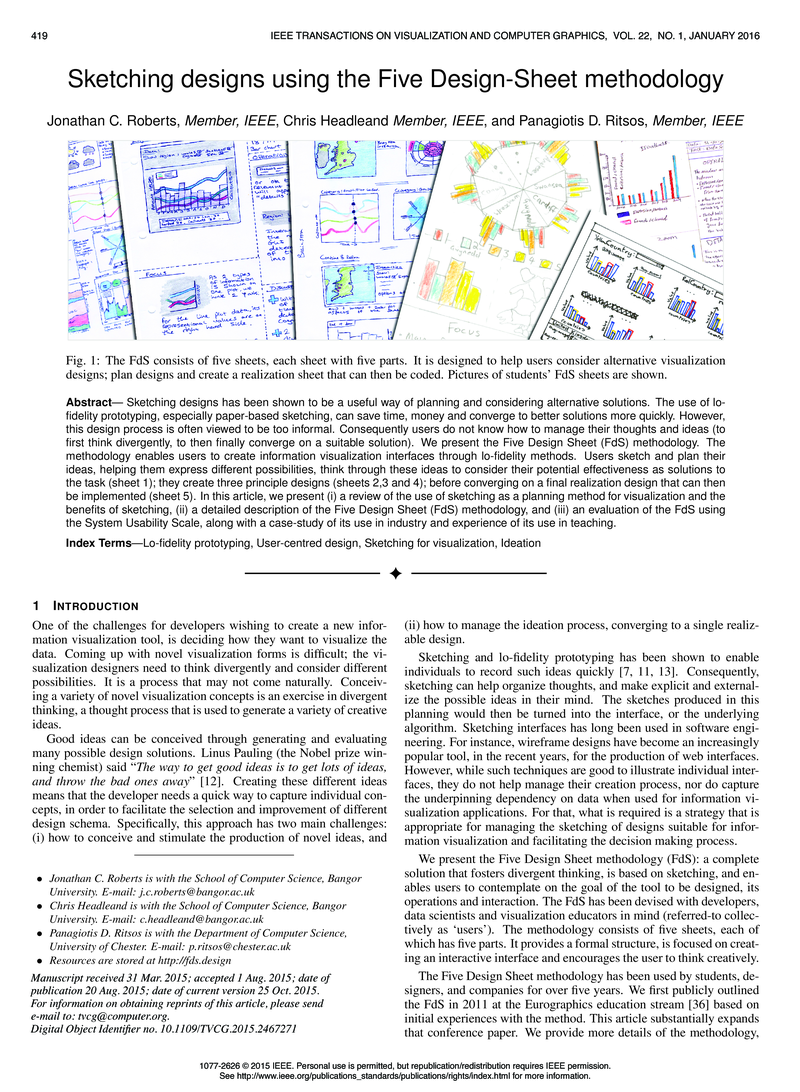 419
IEEE TRANSACTIONS ON VISUALIZATION AND COMPUTER GRAPHICS, VOL. 22, NO. 1, JANUARY 2016
Sketching designs using the Five Design-Sheet methodology
Jonathan C. Roberts, Member, IEEE, Chris Headleand Member, IEEE, and Panagiotis D. Ritsos, Member, IEEE
Focus
Fig. 1: The FdS consists of five sheets, each sheet with five parts. It is designed to help users consider alternative visualization
designs; plan designs and create a realization sheet that can then be coded. Pictures of students' FdS sheets are shown.
Abstract— Sketching designs has been shown to be a useful way of planning and considering alternative solutions. The use of lo-
fidelity prototyping, especially paper-based sketching, can save time, money and converge to better solutions more quickly. However,
this design process is often viewed to be too informal. Consequently users do not know how to manage their thoughts and ideas (to
first think divergently, to then finally converge on a suitable solution). We present the Five Design Sheet (FdS) methodology. The
methodology enables users to create information visualization interfaces through lo-fidelity methods. Users sketch and plan their
ideas, helping them express different possibilities, think through these ideas to consider their potential effectiveness as solutions to
the task (sheet 1); they create three principle designs (sheets 2,3 and 4); before converging on a final realization design that can then
be implemented (sheet 5). In this article, we present (i) a review of the use of sketching as a planning method for visualization and the
benefits of sketching, (ii) a detailed description of the Five Design Sheet (FdS) methodology, and (iii) an evaluation of the FdS using
the System Usability Scale, along with a case-study of its use in industry and experience of its use in teaching.
Index Terms—Lo-fidelity prototyping, User-centred design, Sketching for visualization, Ideation
1 INTRODUCTION
One of the challenges for developers wishing to create a new infor-
mation visualization tool, is deciding how they want to visualize the
data. Coming up with novel visualization forms is difficult; the vi-
sualization designers need to think divergently and consider different
possibilities. It is a process that may not come naturally. Conceiv-
ing a variety of novel visualization concepts is an exercise in divergent
thinking, a thought process that is used to generate a variety of creative
ideas.
Good ideas can be conceived through generating and evaluating
many possible design solutions. Linus Pauling (the Nobel prize win-
ning chemist) said "The way to get good ideas is to get lots of ideas,
and throw the bad ones away" [12]. Creating these different ideas
means that the developer needs a quick way to capture individual con-
cepts, in order to facilitate the selection and improvement of different
design schema. Specifically, this approach has two main challenges:
(i) how to conceive and stimulate the production of novel ideas, and
• Jonathan C. Roberts is with the School of Computer Science, Bangor
University. E-mail: j.c.roberts@bangor.ac.uk
• Chris Headleand is with the School of Computer Science, Bangor
University. E-mail: c.headleand@bangor.ac.uk
• Panagiotis D. Ritsos is with the Department of Computer Science,
University of Chester. E-mail: p.ritsos@chester.ac.uk
• Resources are stored at http://fds.design
Manuscript received 31 Mar. 2015; accepted 1 Aug. 2015; date of
publication 20 Aug. 2015; date of current version 25 Oct. 2015.
For information on obtaining reprints of this article, please send
e-mail to: tvcg@computer.org.
Digital Object Identifier no. 10.1109/TVCG.2015.2467271
(ii) how to manage the ideation process, converging to a single realiz-
able design.
Sketching and lo-fidelity prototyping has been shown to enable
individuals to record such ideas quickly [7, 11, 13]. Consequently,
sketching can help organize thoughts, and make explicit and external-
ize the possible ideas in their mind. The sketches produced in this
planning would then be turned into the interface, or the underlying
algorithm. Sketching interfaces has long been used in software engi-
neering. For instance, wireframe designs have become an increasingly
popular tool, in the recent years, for the production of web interfaces.
However, while such techniques are good to illustrate individual inter-
faces, they do not help manage their creation process, nor do capture
the underpinning dependency on data when used for information vi-
sualization applications. For that, what is required is a strategy that is
appropriate for managing the sketching of designs suitable for infor-
mation visualization and facilitating the decision making process.
We present the Five Design Sheet methodology (FdS): a complete
solution that fosters divergent thinking, is based on sketching, and en-
ables users to contemplate on the goal of the tool to be designed, its
operations and interaction. The FdS has been devised with developers,
data scientists and visualization educators in mind (referred-to collec-
tively as 'users'). The methodology consists of five sheets, each of
which has five parts. It provides a formal structure, is focused on creat-
ing an interactive interface and encourages the user to think creatively.
The Five Design Sheet methodology has been used by students, de-
signers, and companies for over five years. We first publicly outlined
the FdS in 2011 at the Eurographics education stream [36] based on
initial experiences with the method. This article substantially expands
that conference paper. We provide more details of the methodology,
1077-2626 © 2015 IEEE. Personal use is permitted, but republication/redistribution requires IEEE permission.
See http://www.ieee.org/publications_standards/publications/rights/index.html for more information.